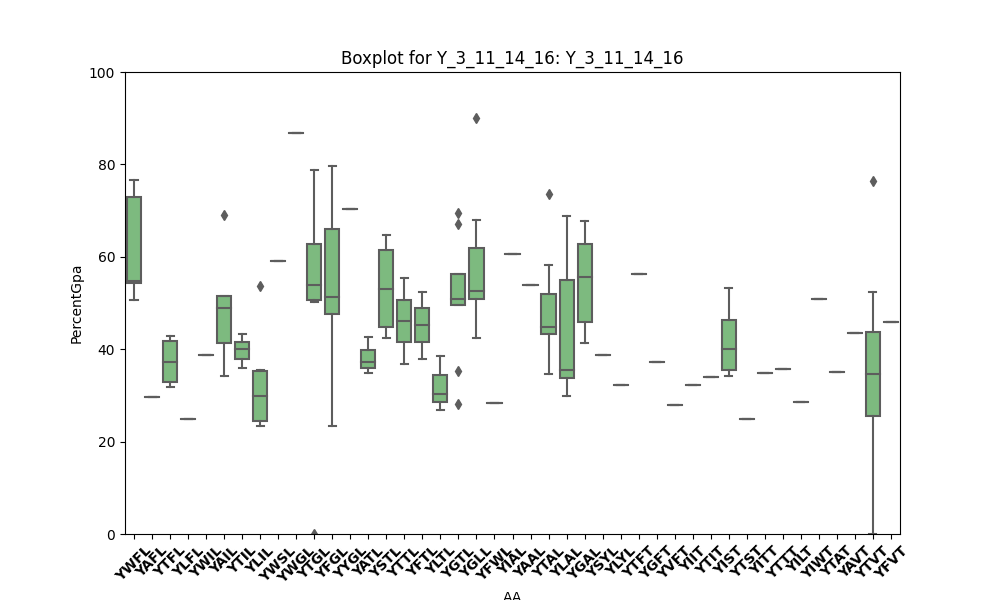 Boxplot for Y_3_11_14_16: Y_3_11_14_16
PercentGpa
100
80
60
40
20
0
YWFL
YAFL
YTFL
YLFL
YWIL
YAIL
YTIL
YLIL
YWSL
YWGL
YTGL
YFGL
YYGL
YATL
YSTL
YTTL
YFTL
YLTL
YGTL
YGLL
YFWL
YIAL
YAAL
YTAL
YLAL
YGAL
YSYL
YLYL
YTFT
YGFT
YVFT
YIIT
YTIT
YIST
YTST
YITT
YTTT
YILT
YIWT
YTAT
YAVT
YTVT
YFVT
AA